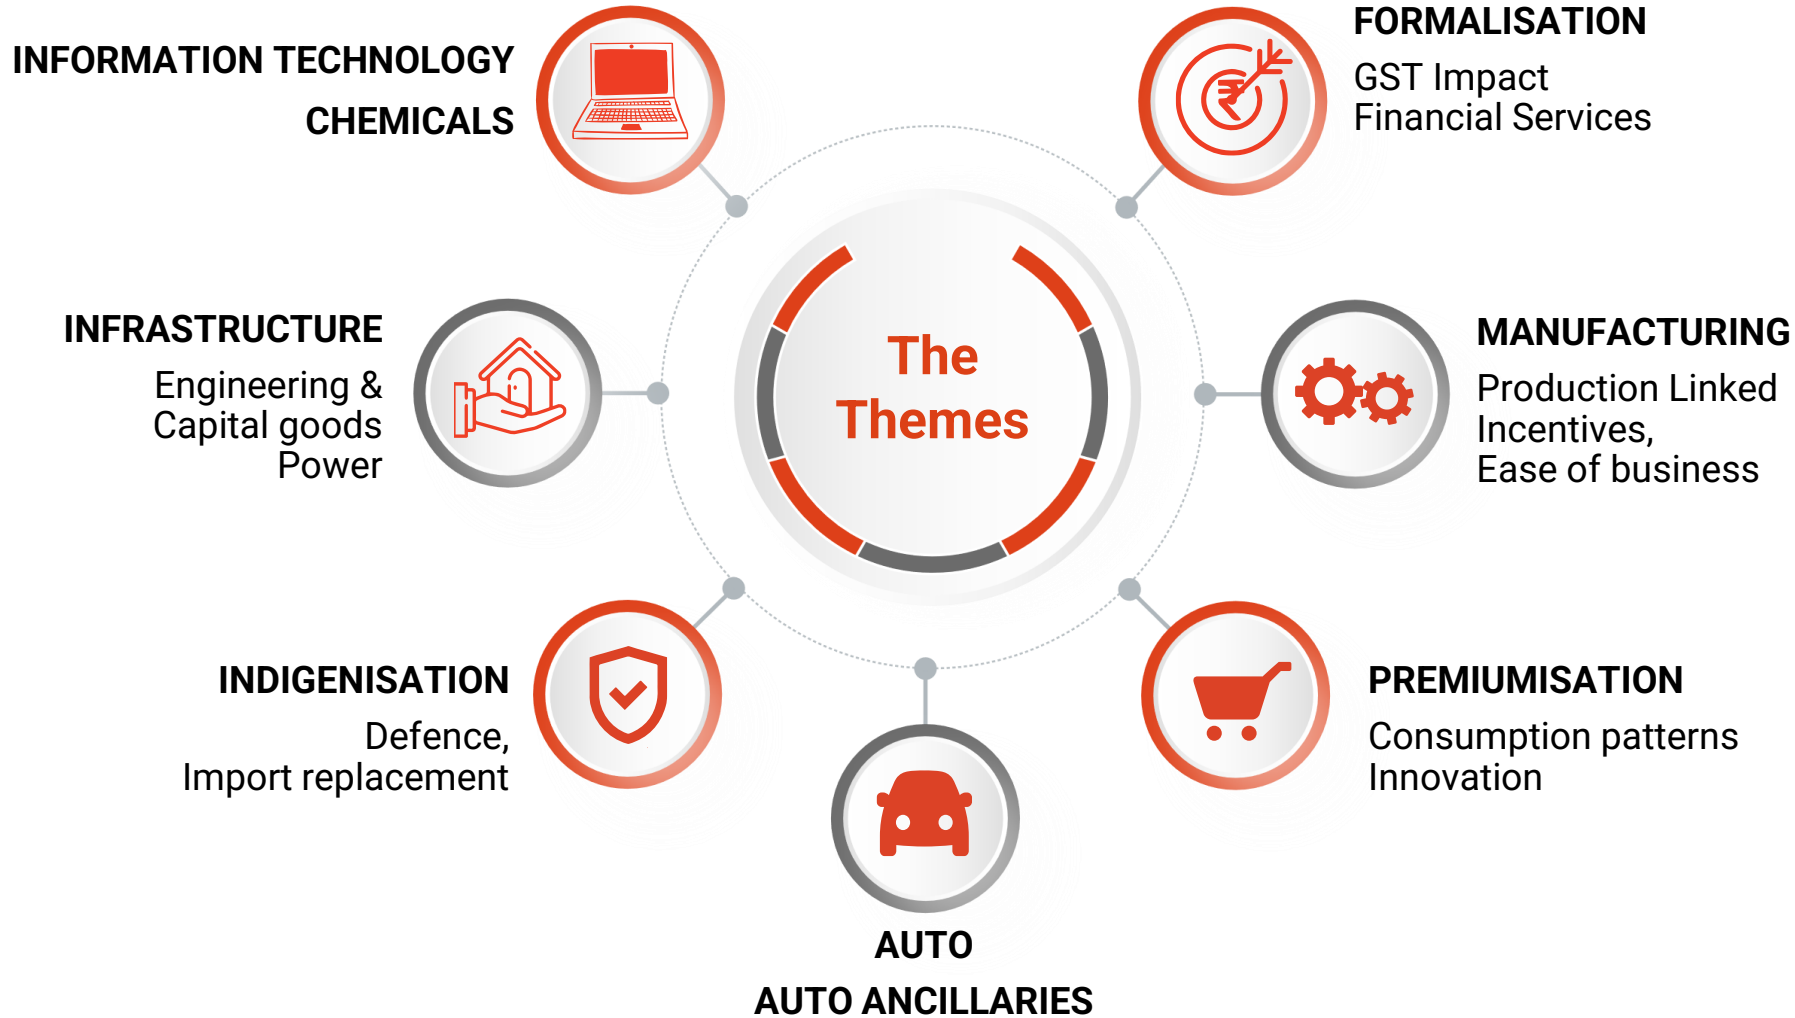 INFORMATION TECHNOLOGY
CHEMICALS
FORMALISATION
GST Impact
Financial Services
INFRASTRUCTURE
Engineering &
Capital goods
Power
The
Themes
MANUFACTURING
Production Linked
Incentives,
Ease of business
INDIGENISATION
Defence,
Import replacement
PREMIUMISATION
Consumption patterns
Innovation
AUTO
AUTO ANCILLARIES